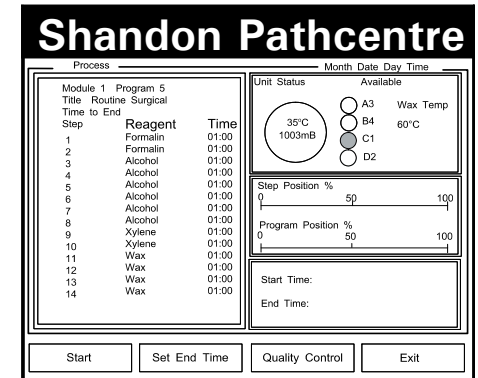 Shandon Pathcentre
Process
Month Date Day Time
Module 1 Program 5
Title Routine Surgical
Time to End
Step Reagent Time
1 Formalin 01:00
2 Formalin 01:00
3 Alcohol 01:00
4 Alcohol 01:00
5 Alcohol 01:00
6 Alcohol 01:00
7 Alcohol 01:00
8 Alcohol 01:00
9 Xylene 01:00
10 Xylene 01:00
11 Wax 01:00
12 Wax 01:00
13 Wax 01:00
14 Wax 01:00
Unit Status
Available
35°C
1003mB
A3
B4
C1
D2
Wax Temp
60°C
Step Position %
0 50 100
Program Position %
0 50 100
Start Time:
End Time:
Start
Set End Time
Quality Control
Exit